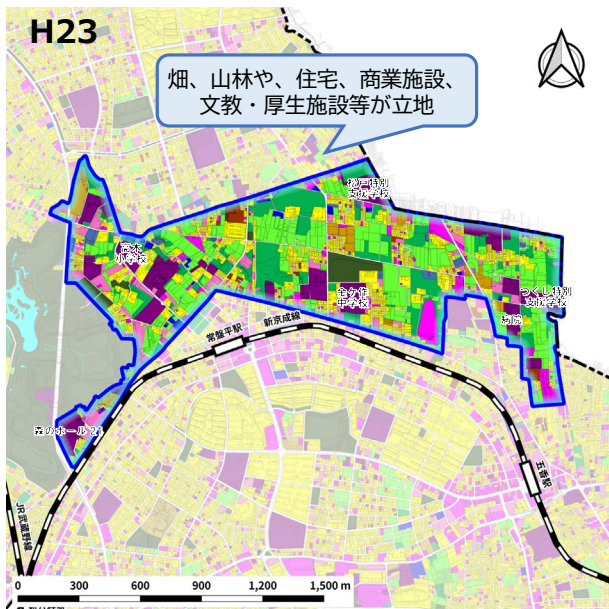 H23
畑、山林や、住宅、商業施設、
文教・厚生施設等が立地
松戸特別
支援学校
高木
小学校
金ケ作
中学校
つくし特別
支援学校
病院
新京成線
常盤平駅
森のホール21
五香駅
JR武蔵野線
0 300 600 900 1,200 1,500 m